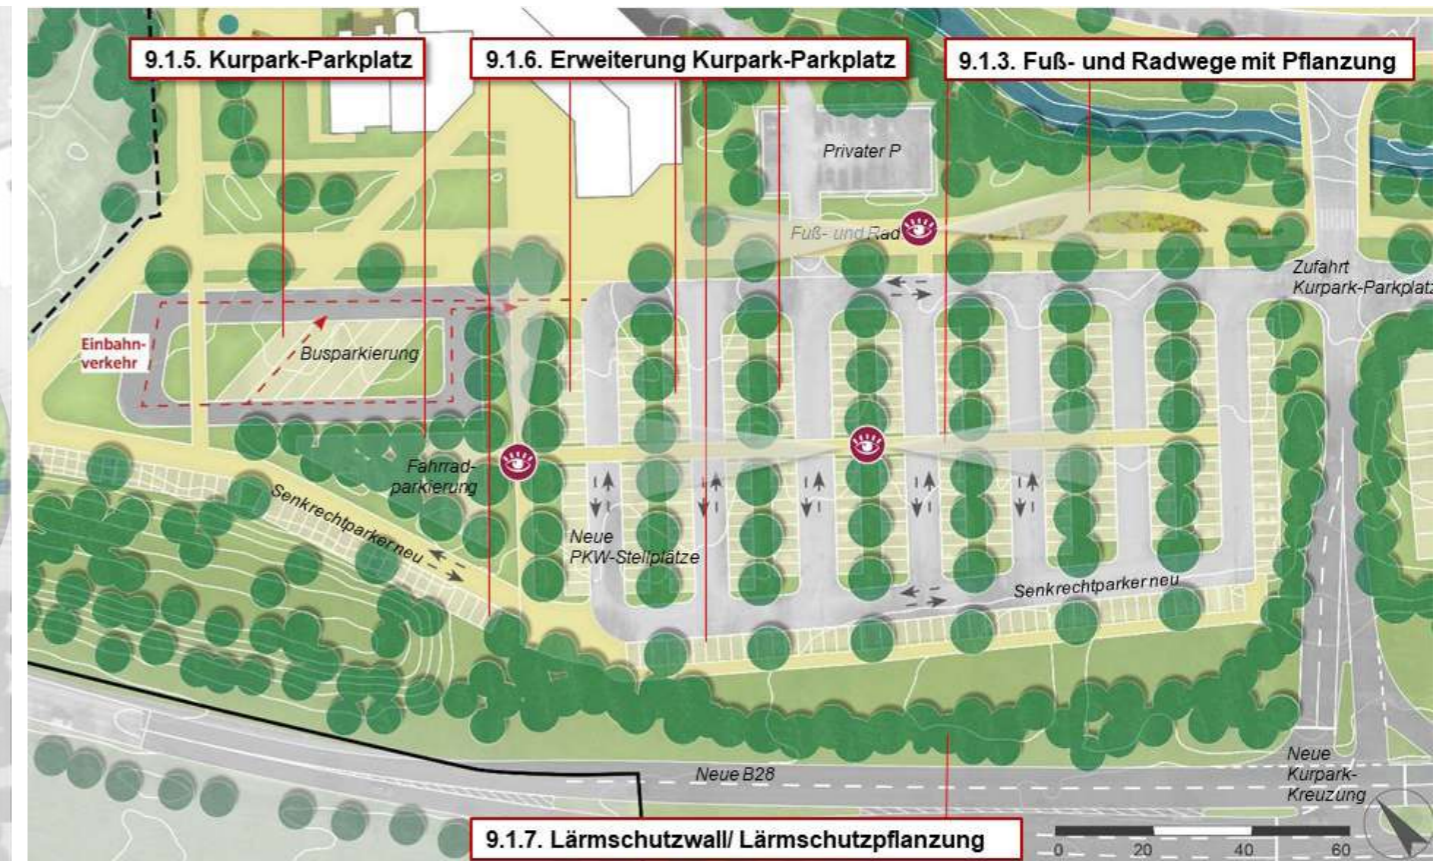 9.1.5. Kurpark-Parkplatz
9.1.6. Erweiterung Kurpark-Parkplatz
9.1.3. Fuß- und Radwege mit Pflanzung
Privater P
Fuß- und Rad
Zufahrt
Kurpark-Parkplatz
Einbahn-
verkehr
Busparkierung
Fahrrad-
parkierung
Senkrechtparker neu
Neue
PKW-Stellplätze
Senkrechtparker neu
Neue B28
Neue
Kurpark-
Kreuzung
9.1.7. Lärmschutzwall/ Lärmschutzpflanzung
0 20 40 60